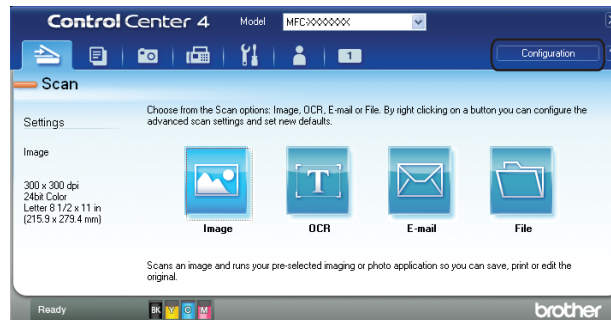 Control Center 4
Model
MFC-XXXXXX
1
Configuration
Scan
Settings
Choose from the Scan options: Image, OCR, E-mail or File. By right clicking on a button you can configure the
advanced scan settings and set new defaults.
Image
300 x 300 dpi
24bit Color
Letter 8 1/2 x 11 in
(215.9 x 279.4 mm)
T
Image
OCR
E-mail
File
Scans an image and runs your pre-selected imaging or photo application so you can save, print or edit the
original.
Ready
BK
Y
C
M
brother